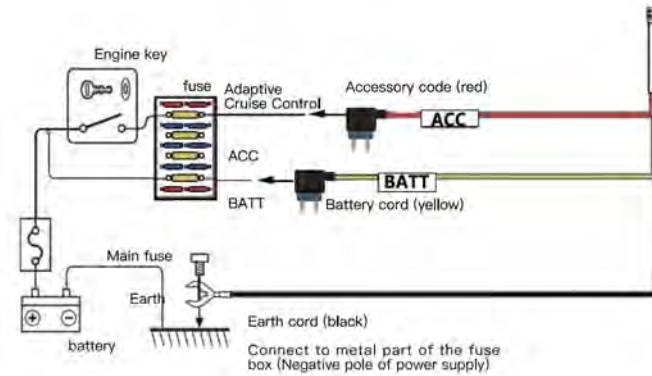 Engine key
fuse
Adaptive
Cruise Control
Accessory code (red)
ACC
ACC
BATT
BATT
Battery cord (yellow)
Main fuse
Earth
battery
Earth cord (black)
Connect to metal part of the fuse
box (Negative pole of power supply)